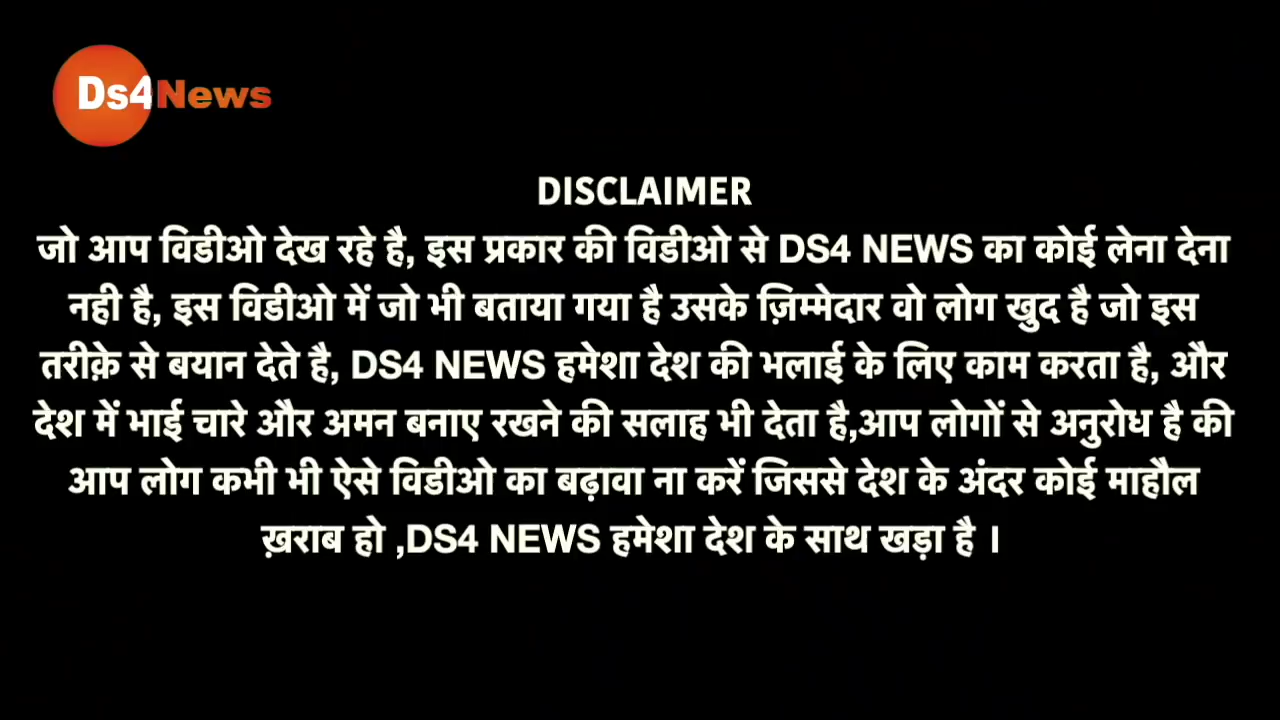 Ds4News
DISCLAIMER
जो आप विडीओ देख रहे है, इस प्रकार की विडीओ से DS4 NEWS का कोई लेना देना
नही है, इस विडीओ में जो भी बताया गया है उसके ज़िम्मेदार वो लोग खुद है जो इस
तरीक़े से बयान देते है, DS4 NEWS हमेशा देश की भलाई के लिए काम करता है, और
देश में भाई चारे और अमन बनाए रखने की सलाह भी देता है,आप लोगों से अनुरोध है की
आप लोग कभी भी ऐसे विडीओ का बढ़ावा ना करें जिससे देश के अंदर कोई माहौल
ख़राब हो ,DS4 NEWS हमेशा देश के साथ खड़ा है ।